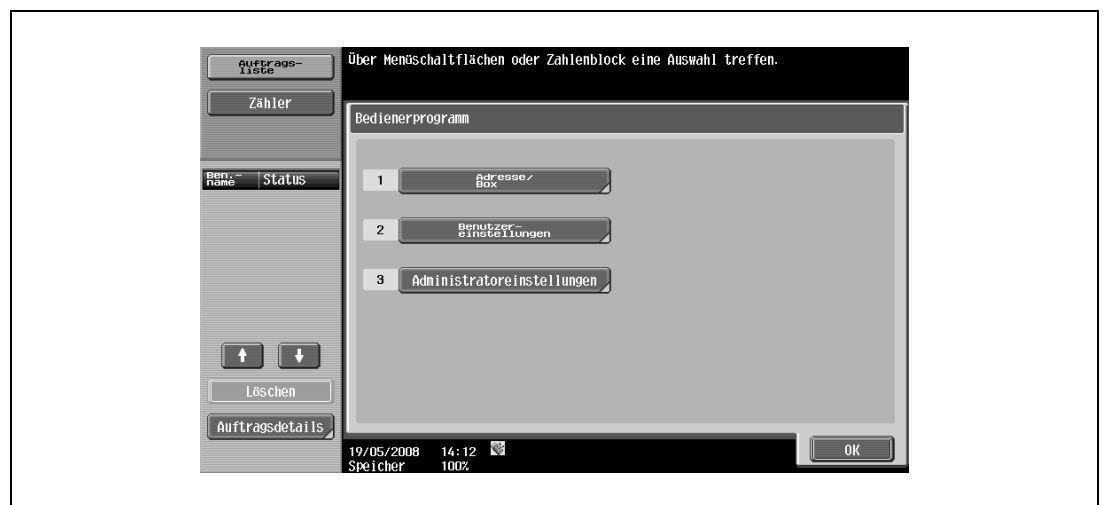 Auftrags-
liste
Zähler
Ben.-
name
Status
Löschen
Auftragsdetails
Über Menüschaltflächen oder Zahlenblock eine Auswahl treffen.
Bedienerprogramm
1 Adresse/
Box
2 Benutzer-
einstellungen
3 Administratoreinstellungen
19/05/2008 14:12
Speicher 100%
OK